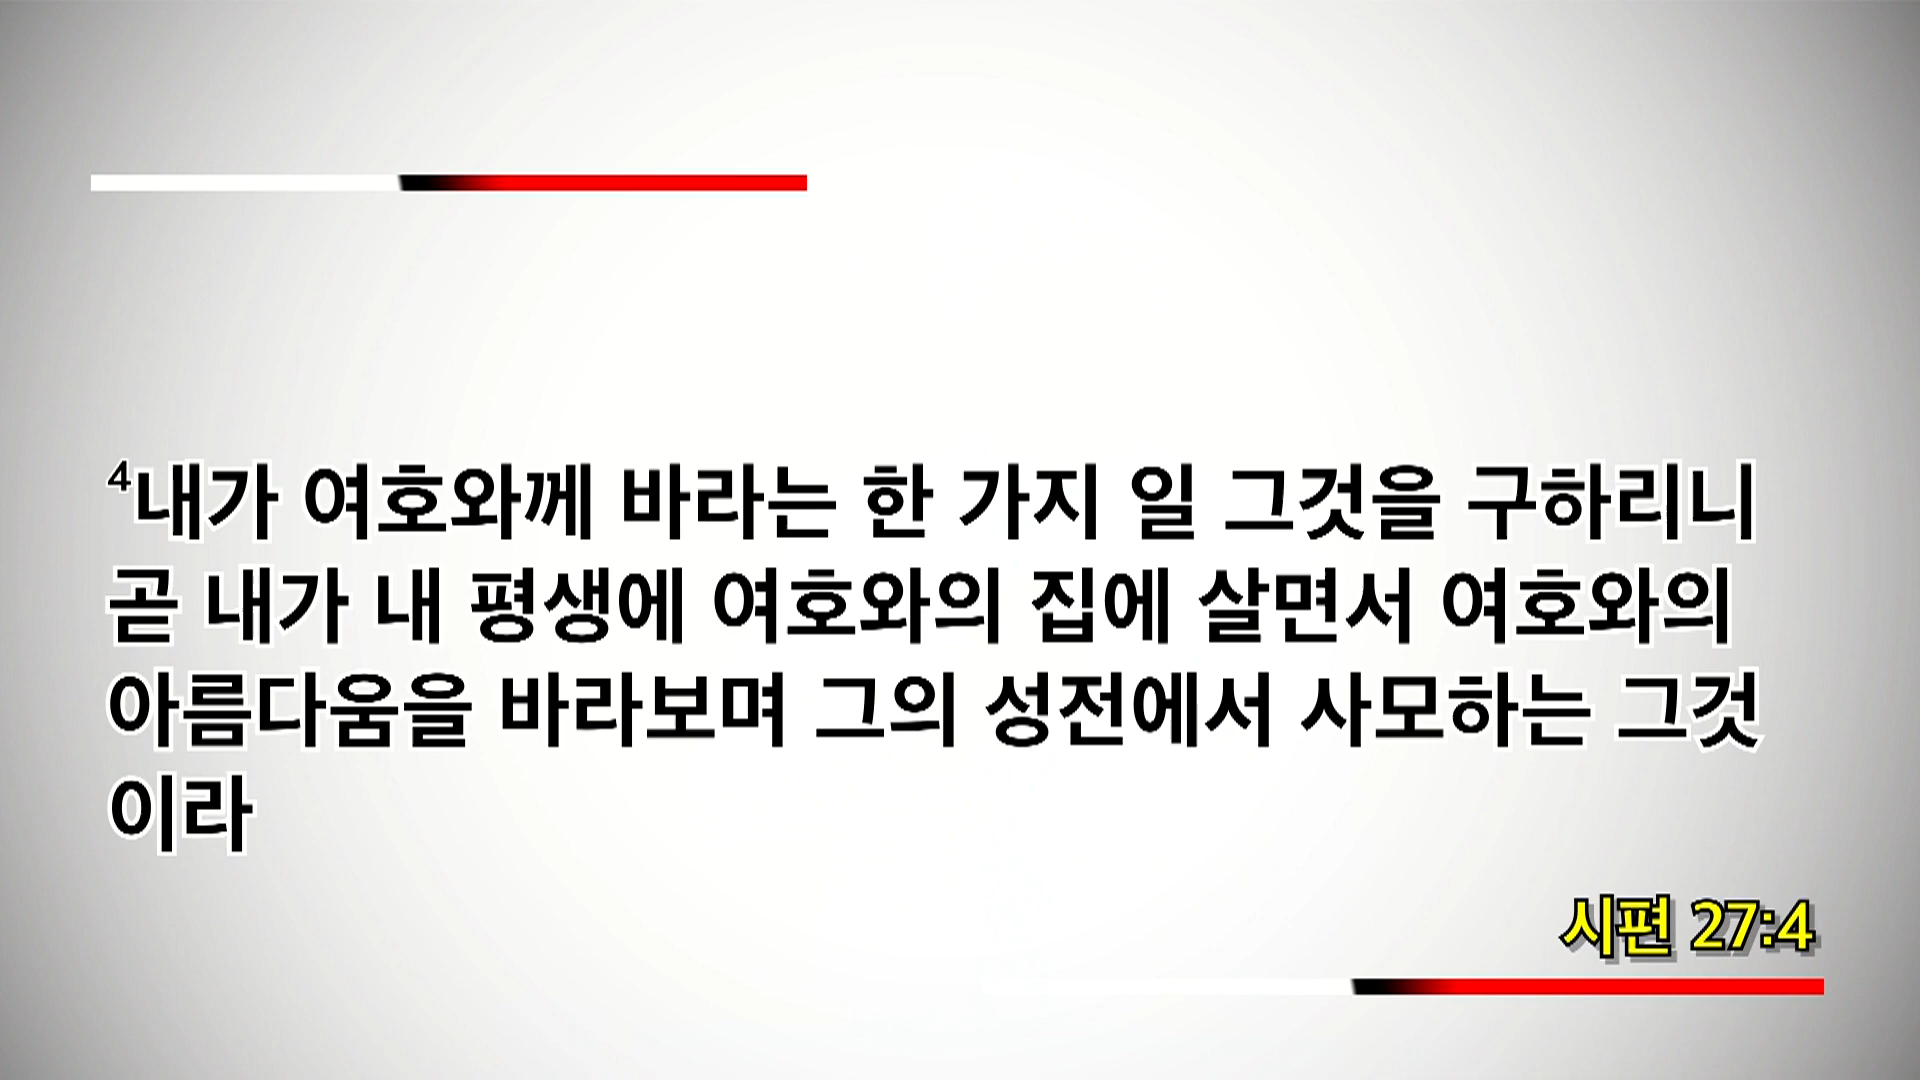 ⁴내가 여호와께 바라는 한 가지 일 그것을 구하리니
곧 내가 내 평생에 여호와의 집에 살면서 여호와의
아름다움을 바라보며 그의 성전에서 사모하는 그것
이라
시편 27:4